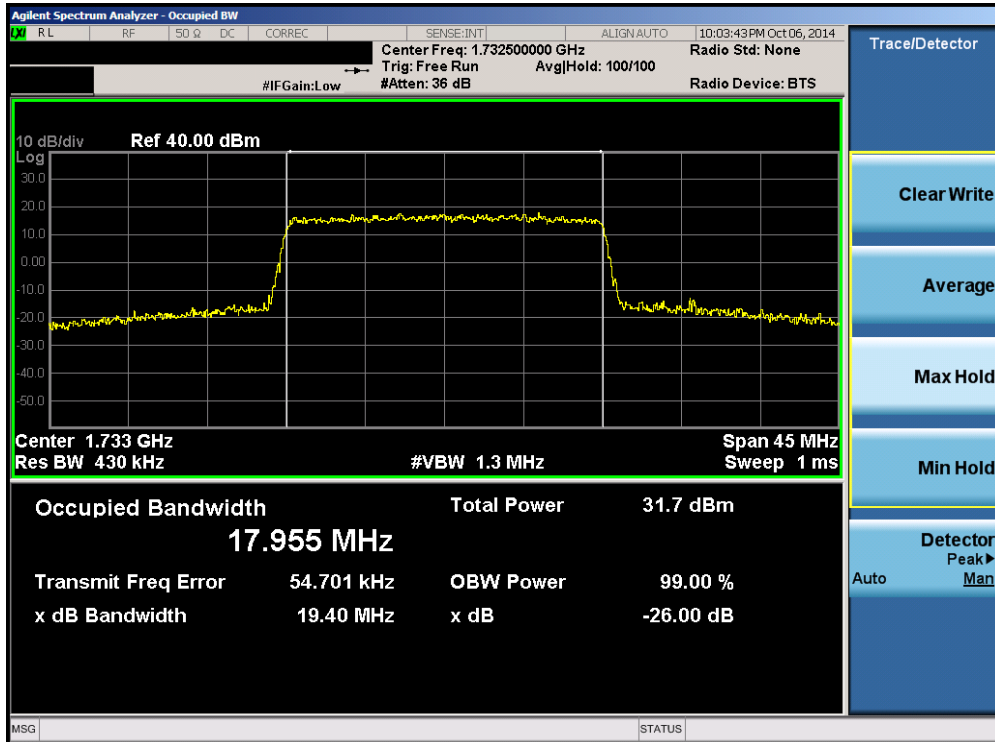 Agilent Spectrum Analyzer - Occupied BW
LXI RL RF 50 Ω DC CORREC SENSE:INT ALIGN AUTO 10:03:43 PM Oct 06, 2014
Center Freq: 1.732500000 GHz Radio Std: None
Trig: Free Run Avg|Hold: 100/100
#IFGain:Low #Atten: 36 dB Radio Device: BTS
10 dB/div Ref 40.00 dBm
Log
30.0
20.0
10.0
0.00
-10.0
-20.0
-30.0
-40.0
-50.0
Center 1.733 GHz Span 45 MHz
Res BW 430 kHz #VBW 1.3 MHz Sweep 1 ms
Occupied Bandwidth Total Power 31.7 dBm
17.955 MHz
Transmit Freq Error 54.701 kHz OBW Power 99.00 %
x dB Bandwidth 19.40 MHz x dB -26.00 dB
MSG STATUS
Trace/Detector
Clear Write
Average
Max Hold
Min Hold
Detector
Peak▶
Auto Man